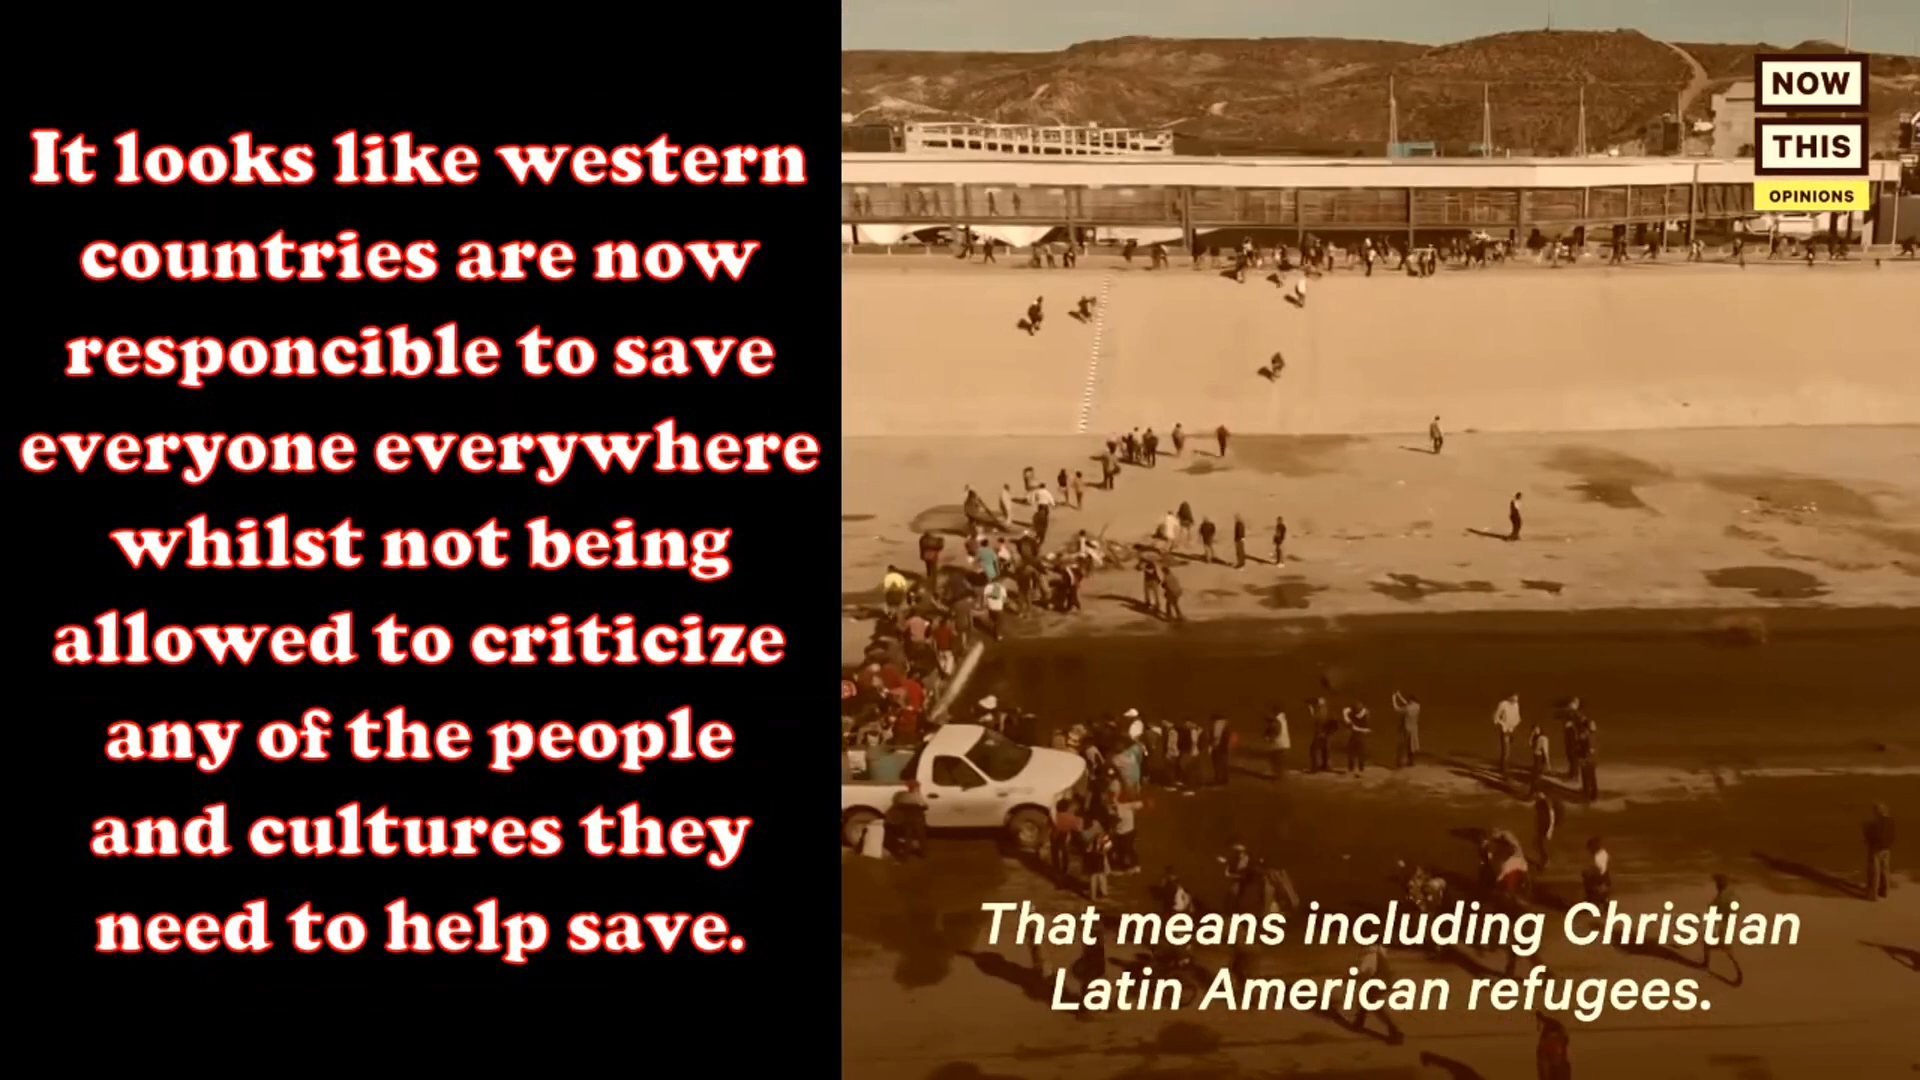 It looks like western
countries are now
responcible to save
everyone everywhere
whilst not being
allowed to criticize
any of the people
and cultures they
need to help save.
NOW
THIS
OPINIONS
That means including Christian
Latin American refugees.